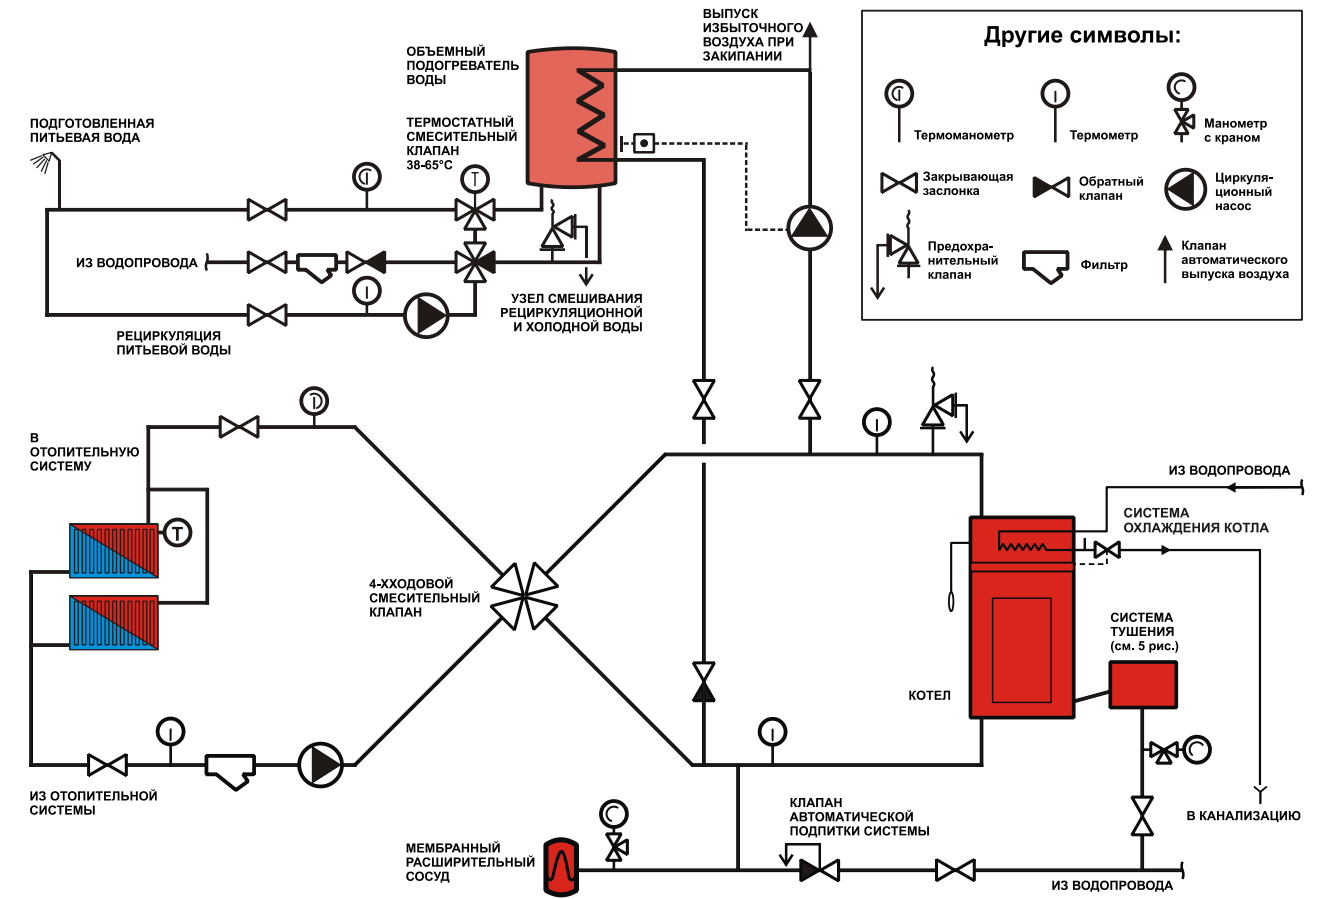 ВЫПУСК
ИЗБЫТОЧНОГО
ВОЗДУХА ПРИ
ЗАКИПАНИИ
ОБЪЕМНЫЙ
ПОДОГРЕВАТЕЛЬ
ВОДЫ
ПОДГОТОВЛЕННАЯ
ПИТЬЕВАЯ ВОДА
ТЕРМОСТАТНЫЙ
СМЕСИТЕЛЬНЫЙ
КЛАПАН
38-65°C
T
ИЗ ВОДОПРОВОДА
УЗЕЛ СМЕШИВАНИЯ
РЕЦИРКУЛЯЦИОННОЙ
И ХОЛОДНОЙ ВОДЫ
РЕЦИРКУЛЯЦИЯ
ПИТЬЕВОЙ ВОДЫ
Другие символы:
Термоманометр
Термометр
Манометр
с краном
Закрывающая
заслонка
Обратный
клапан
Циркуля-
ционный
насос
Предохра-
нительный
клапан
Фильтр
Клапан
автоматического
выпуска воздуха
В
ОТОПИТЕЛЬНУЮ
СИСТЕМУ
T
4-ХХОДОВОЙ
СМЕСИТЕЛЬНЫЙ
КЛАПАН
ИЗ ВОДОПРОВОДА
СИСТЕМА
ОХЛАЖДЕНИЯ КОТЛА
СИСТЕМА
ТУШЕНИЯ
(см. 5 рис.)
КОТЕЛ
ИЗ ОТОПИТЕЛЬНОЙ
СИСТЕМЫ
КЛАПАН
АВТОМАТИЧЕСКОЙ
ПОДПИТКИ СИСТЕМЫ
В КАНАЛИЗАЦИЮ
МЕМБРАННЫЙ
РАСШИРИТЕЛЬНЫЙ
СОСУД
ИЗ ВОДОПРОВОДА